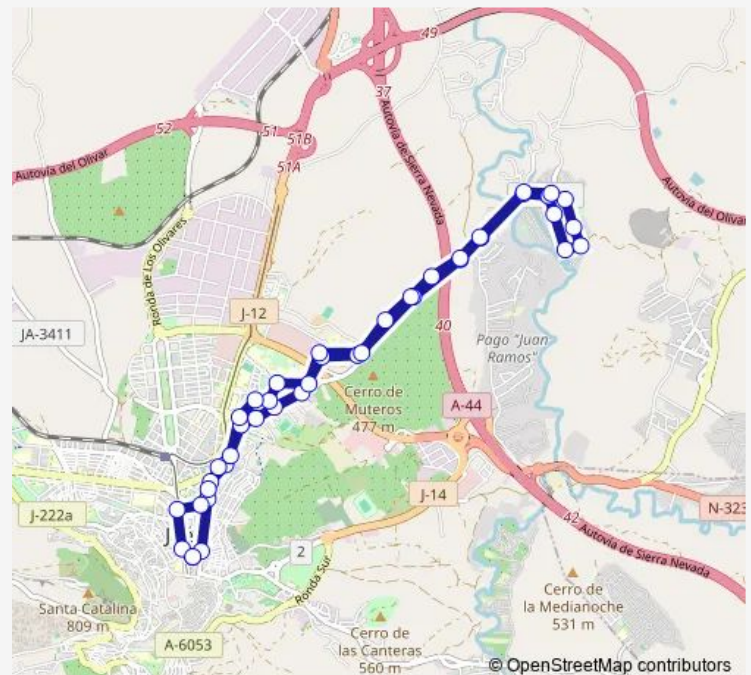 49
37
52
51
51B
51A
Autovía del Olivar
Autovía de Sierra Nevada
Autovía del Olivar
Ronda de Los Olivares
J-12
JA-3411
40
Pago "Juan
Ramos"
Cerro de
Muteros
477 m
A-44
J-14
N-323
J-222a
J
2
42
Autovía de Sierra Nevada
Ronda Sur
Santa Catalina
809 m
A-6053
Cerro de
la Medianoche
531 m
Cerro de
las Canteras
560 m
© OpenStreetMap contributors